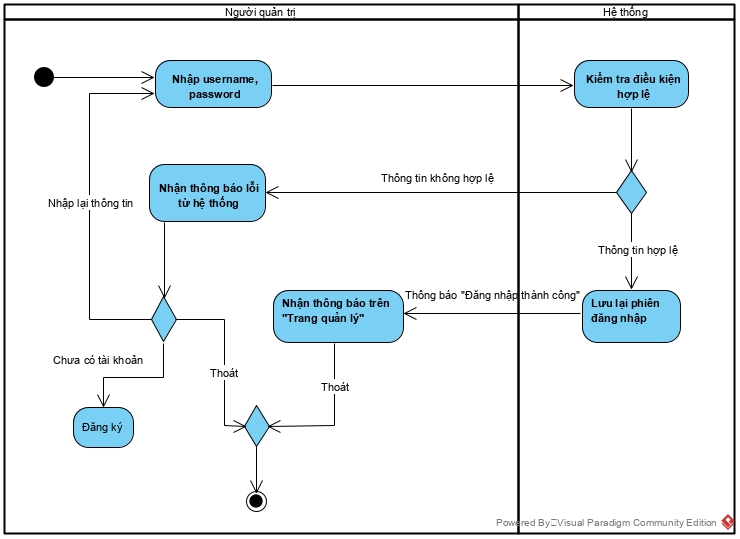 Người quản trị
Hệ thống
Nhập username,
password
Kiểm tra điều kiện
hợp lệ
Nhận thông báo lỗi
từ hệ thống
Thông tin không hợp lệ
Nhập lại thông tin
Thông tin hợp lệ
Nhận thông báo trên
"Trang quản lý"
Thông báo "Đăng nhập thành công"
Lưu lại phiên
đăng nhập
Chưa có tài khoản
Thoát
Thoát
Đăng ký
Powered By Visual Paradigm Community Edition